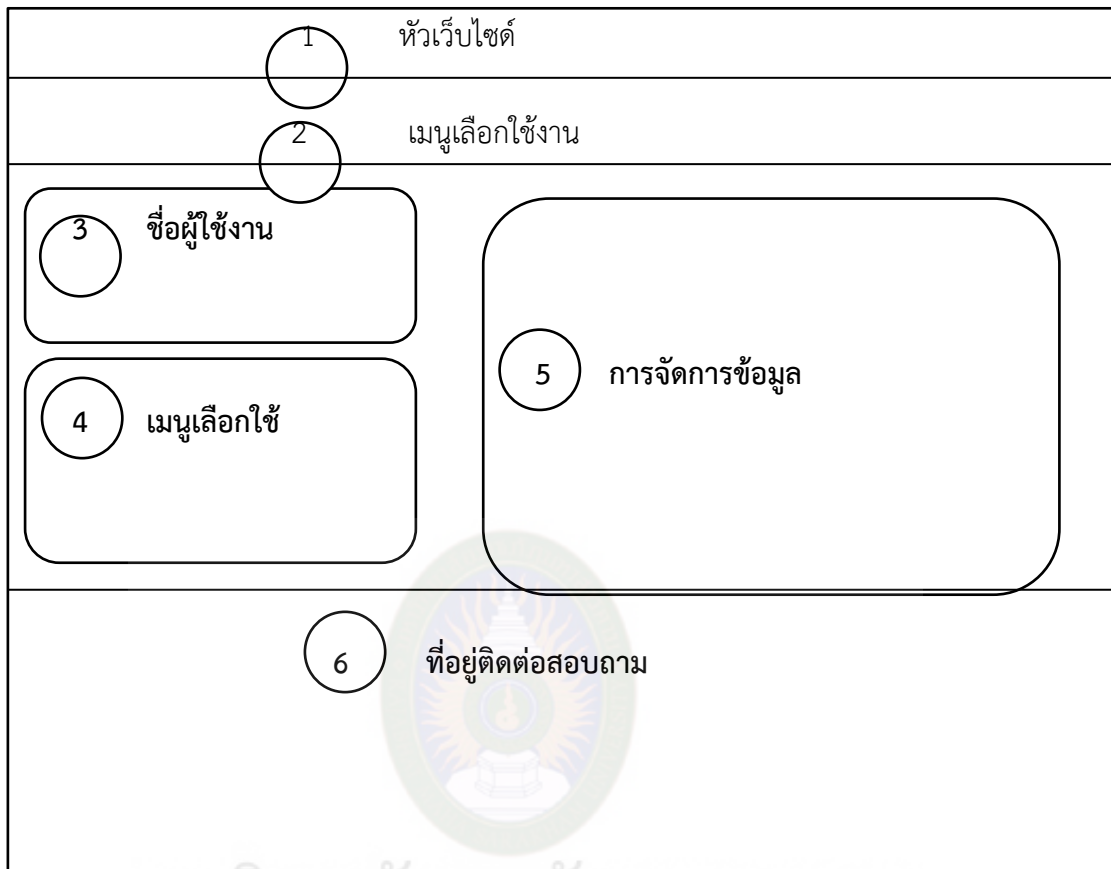 1 หัวเว็บไซด์
2 เมนูเลือกใช้งาน
3 ชื่อผู้ใช้งาน
4 เมนูเลือกใช้
5 การจัดการข้อมูล
6 ที่อยู่ติดต่อสอบถาม